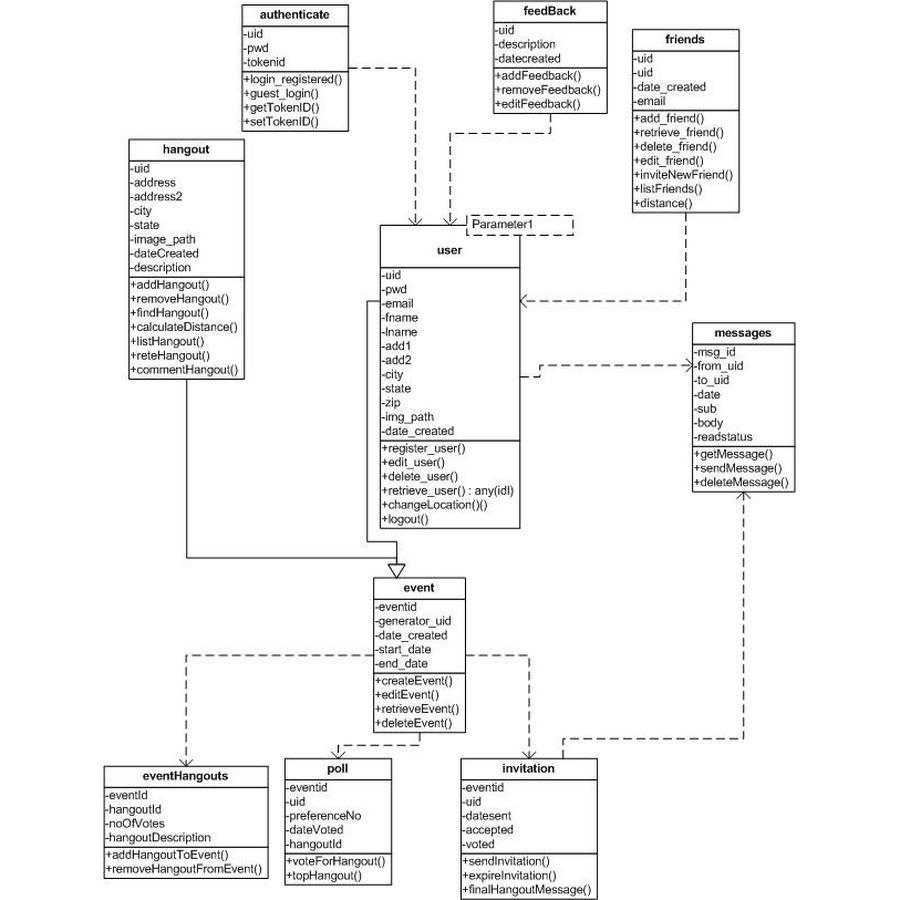 authenticate
-uid
-pwd
-tokenid
+login_registered()
+guest_login()
+getTokenID()
+setTokenID()
feedBack
-uid
-description
-datecreated
+addFeedback()
+removeFeedback()
+editFeedback()
friends
-uid
-uid
-date_created
-email
+add_friend()
+retrieve_friend()
+delete_friend()
+edit_friend()
+inviteNewFriend()
+listFriends()
+distance()
hangout
-uid
-address
-address2
-city
-state
-image_path
-dateCreated
-description
+addHangout()
+removeHangout()
+findHangout()
+calculateDistance()
+listHangout()
+reteHangout()
+commentHangout()
Parameter1
user
-uid
-pwd
-email
-fname
-lname
-add1
-add2
-city
-state
-zip
-img_path
-date_created
+register_user()
+edit_user()
+delete_user()
+retrieve_user() : any(idl)
+changeLocation()()
+logout()
messages
-msg_id
-from_uid
-to_uid
-date
-sub
-body
-readstatus
+getMessage()
+sendMessage()
+deleteMessage()
event
-eventid
-generator_uid
-date_created
-start_date
-end_date
+createEvent()
+editEvent()
+retrieveEvent()
+deleteEvent()
eventHangouts
-eventId
-hangoutId
-noOfVotes
-hangoutDescription
+addHangoutToEvent()
+removeHangoutFromEvent()
poll
-eventid
-uid
-preferenceNo
-dateVoted
-hangoutId
+voteForHangout()
+topHangout()
invitation
-eventid
-uid
-datesent
-accepted
-voted
+sendInvitation()
+expireInvitation()
+finalHangoutMessage()